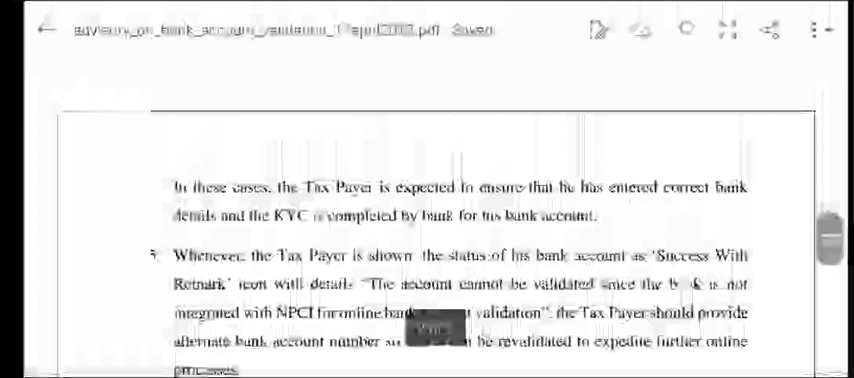 In these cases, the Tax Payer is expected to ensure that he has entered correct bank
details and the KYC is completed by bank for his bank account.
Whenever, the Tax Payer is shown the status of his bank account as 'Success With
Remark' icon with details "The account cannot be validated since the is not
integrated with NPCI for online bank validation", the Tax Payer should provide
alternate bank account number be revalidated to expedite further online
processes